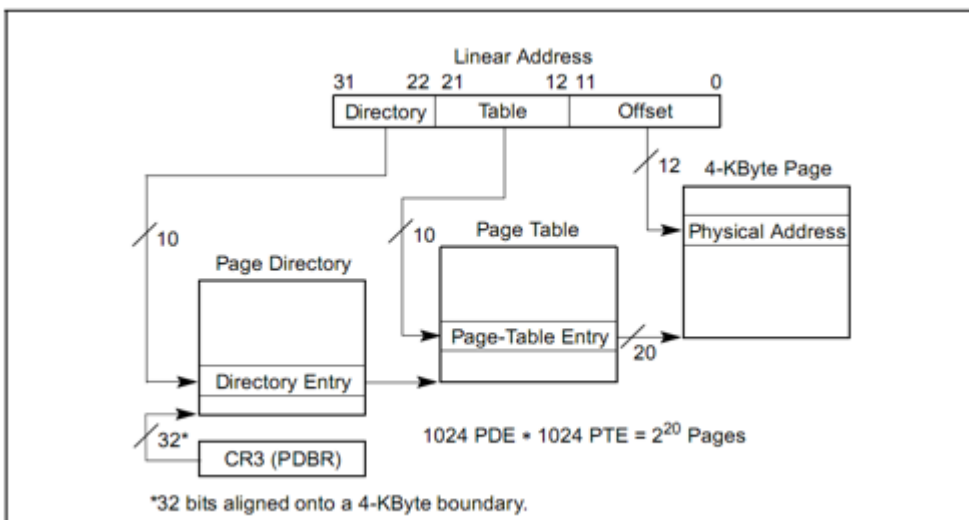 Linear Address
31 22 21 12 11 0
Directory Table Offset
12
4-KByte Page
Physical Address
10
10
Page Table
Page Directory
Page-Table Entry
20
Directory Entry
32*
CR3 (PDBR)
1024 PDE * 1024 PTE = 2²⁰ Pages
*32 bits aligned onto a 4-KByte boundary.